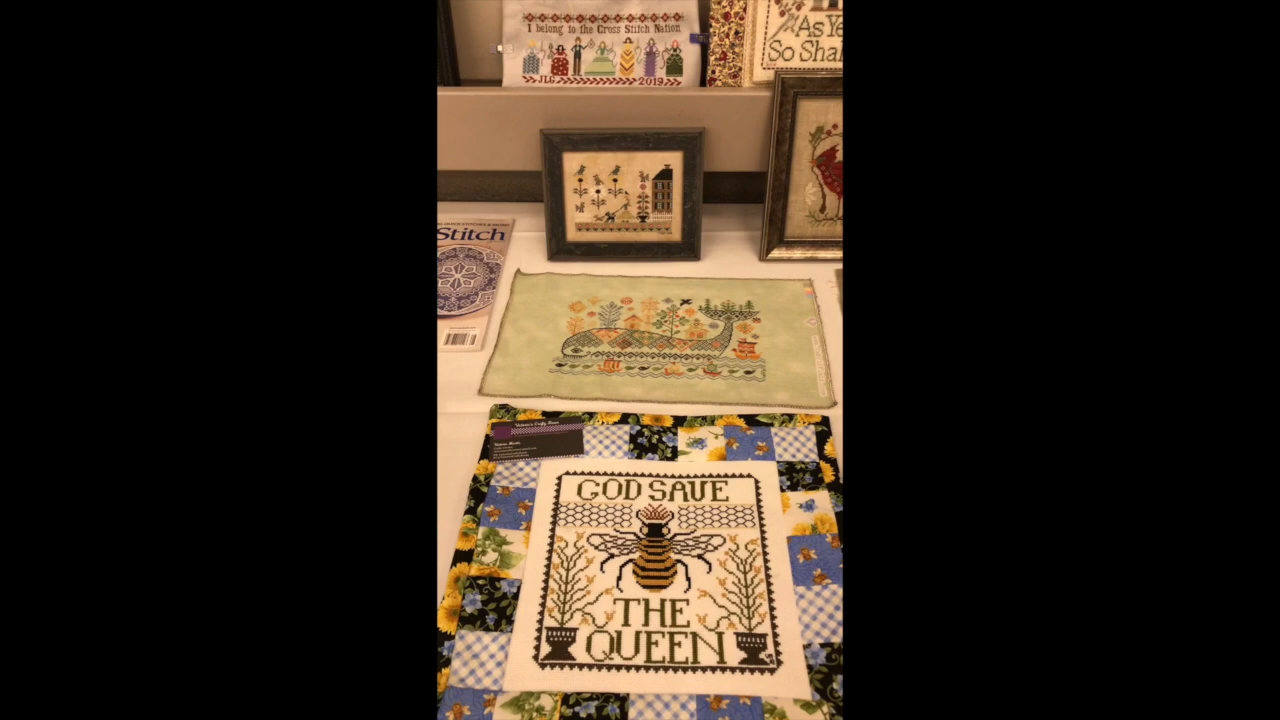 I belong to the Cross Stitch Nation
JLG 2019
As Ye
So Shal
Stitch
GOD SAVE
THE
QUEEN